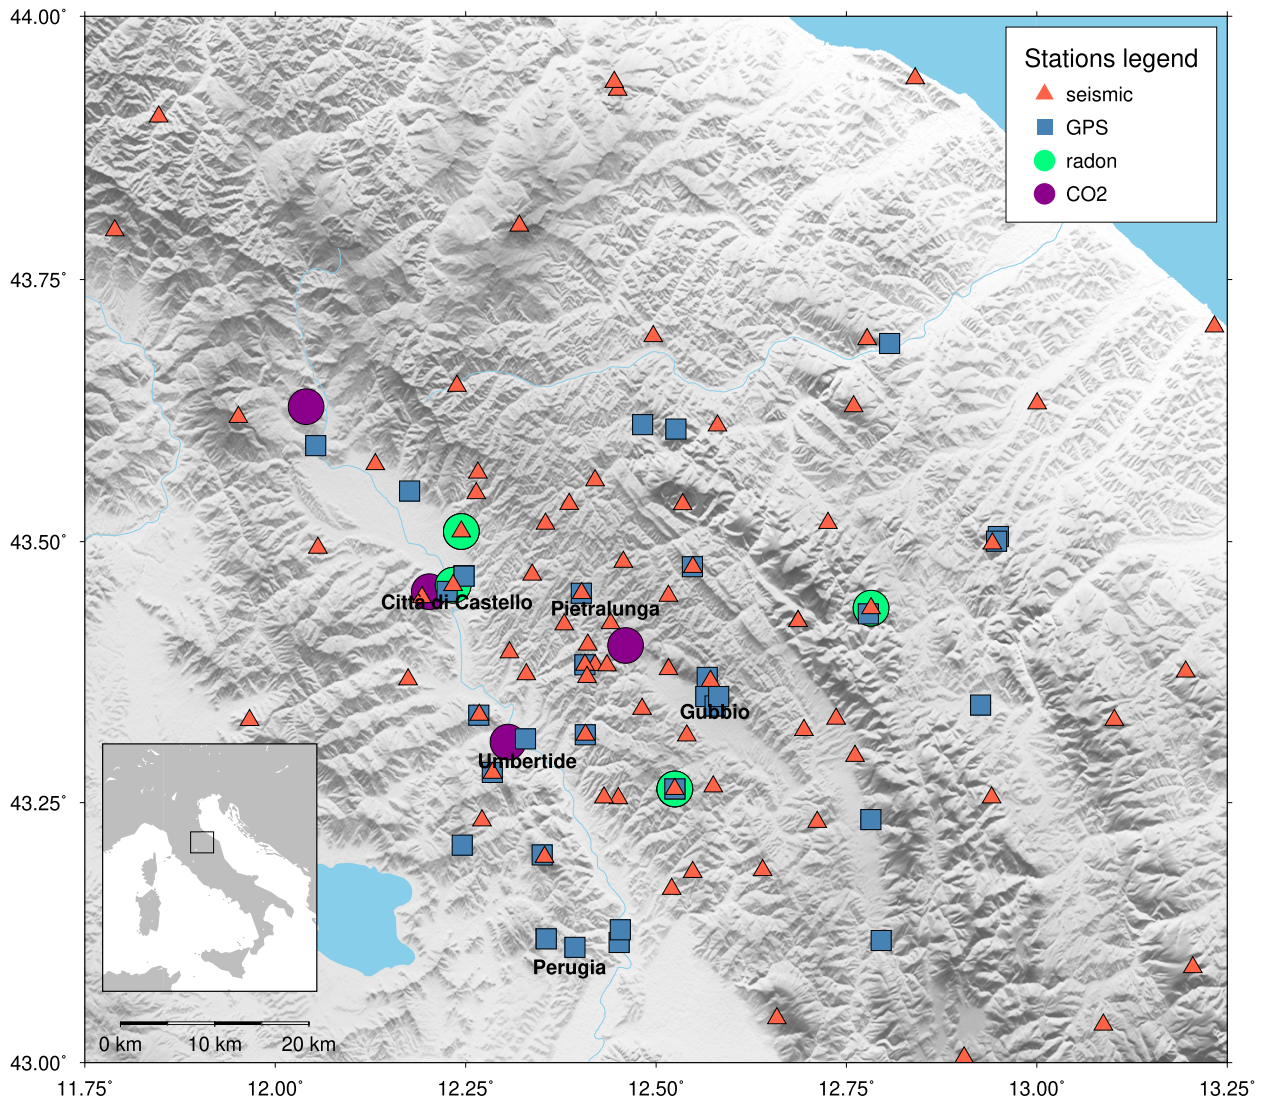 44.00°
Stations legend
seismic
GPS
radon
CO2
43.75°
43.50°
Città di Castello
Pietralunga
Gubbio
Umbertide
43.25°
Perugia
0 km 10 km 20 km
43.00°
11.75° 12.00° 12.25° 12.50° 12.75° 13.00° 13.25°